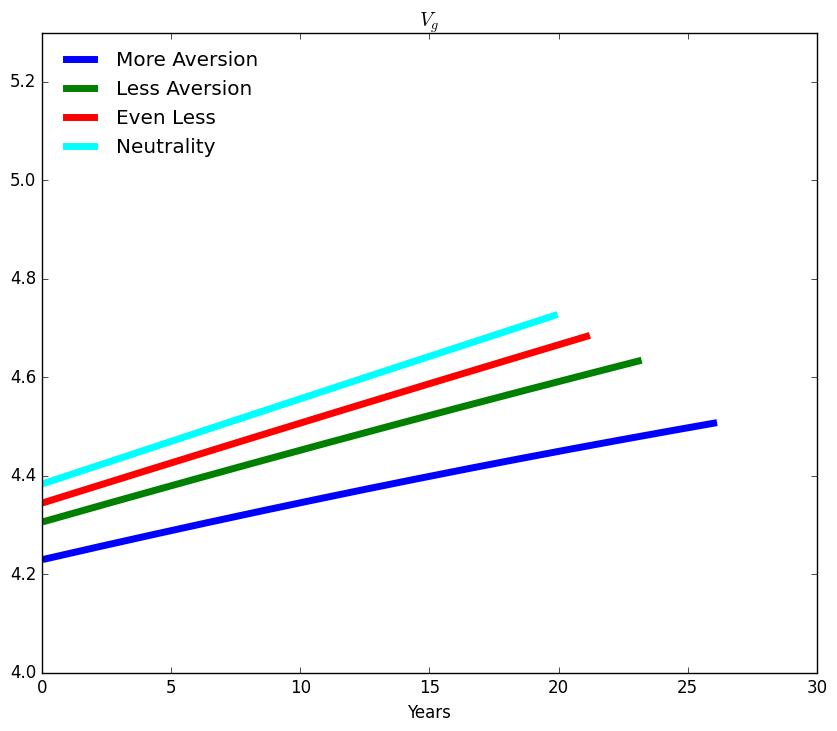 V_g
More Aversion
Less Aversion
Even Less
Neutrality
5.2
5.0
4.8
4.6
4.4
4.2
4.0
0 5 10 15 20 25 30
Years